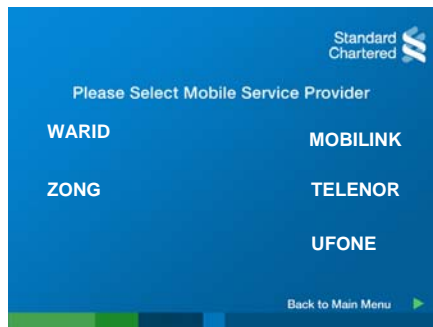 Standard
Chartered
Please Select Mobile Service Provider
WARID
MOBILINK
ZONG
TELENOR
UFONE
Back to Main Menu